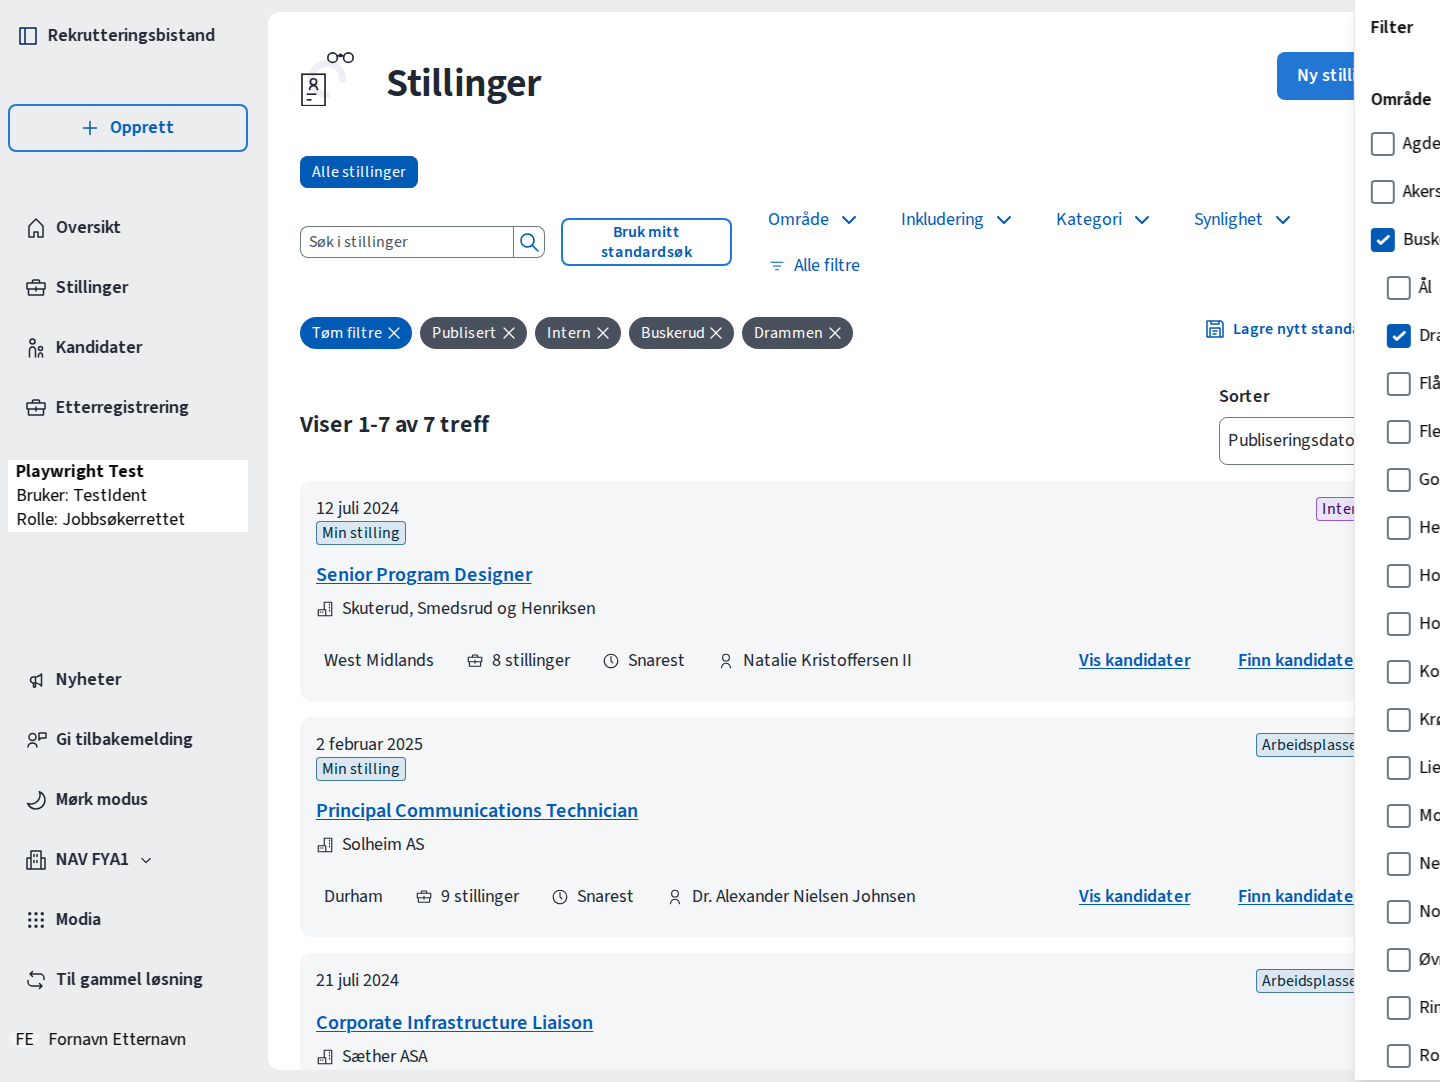 Rekrutteringsbistand
Opprett
Oversikt
Stillinger
Kandidater
Etterregistrering
Playwright Test
Bruker: TestIdent
Rolle: Jobbsøkerrettet
Nyheter
Gi tilbakemelding
Mørk modus
NAV FYA1
Modia
Til gammel løsning
FE Fornavn Etternavn
Stillinger
Ny stilli
Alle stillinger
Søk i stillinger
Bruk mitt
standardsøk
Område
Inkludering
Kategori
Synlighet
Alle filtre
Tøm filtre
Publisert
Intern
Buskerud
Drammen
Lagre nytt standa
Viser 1-7 av 7 treff
Sorter
Publiseringsdato
12 juli 2024
Inter
Min stilling
Senior Program Designer
Skuterud, Smedsrud og Henriksen
West Midlands 8 stillinger Snarest Natalie Kristoffersen II Vis kandidater Finn kandidate
2 februar 2025
Arbeidsplasse
Min stilling
Principal Communications Technician
Solheim AS
Durham 9 stillinger Snarest Dr. Alexander Nielsen Johnsen Vis kandidater Finn kandidate
21 juli 2024
Arbeidsplasse
Corporate Infrastructure Liaison
Sæther ASA
Filter
Område
Agde
Akers
Busk
Ål
Dra
Flå
Fle
Go
He
Ho
Ho
Ko
Krø
Lie
Mo
Ne
No
Øv
Rin
Ro